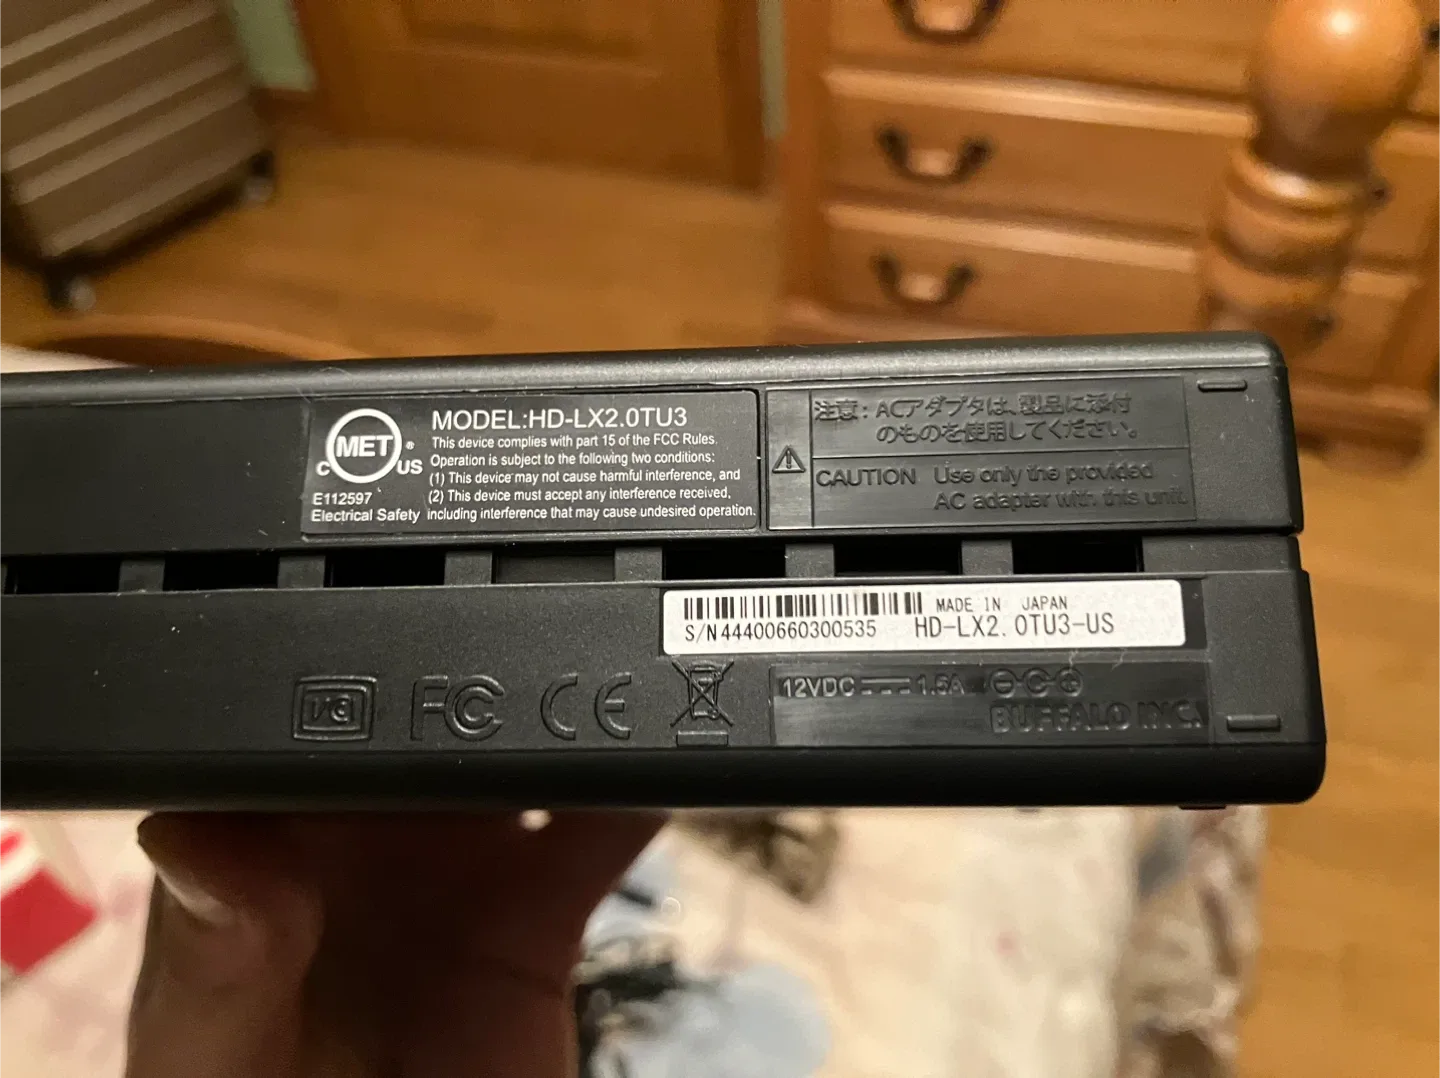 MET
®
C US
E112597
Electrical Safety
MODEL:HD-LX2.0TU3
This device complies with part 15 of the FCC Rules.
Operation is subject to the following two conditions:
(1) This device may not cause harmful interference, and
(2) This device must accept any interference received,
including interference that may cause undesired operation.
注意：ACアダプタは、製品に添付
のものを使用してください。
CAUTION Use only the provided
AC adapter with this unit
MADE IN JAPAN
S/N 44400660300535 HD-LX2.0TU3-US
FC CE
12VDC 1.5A
BUFFALO INC.